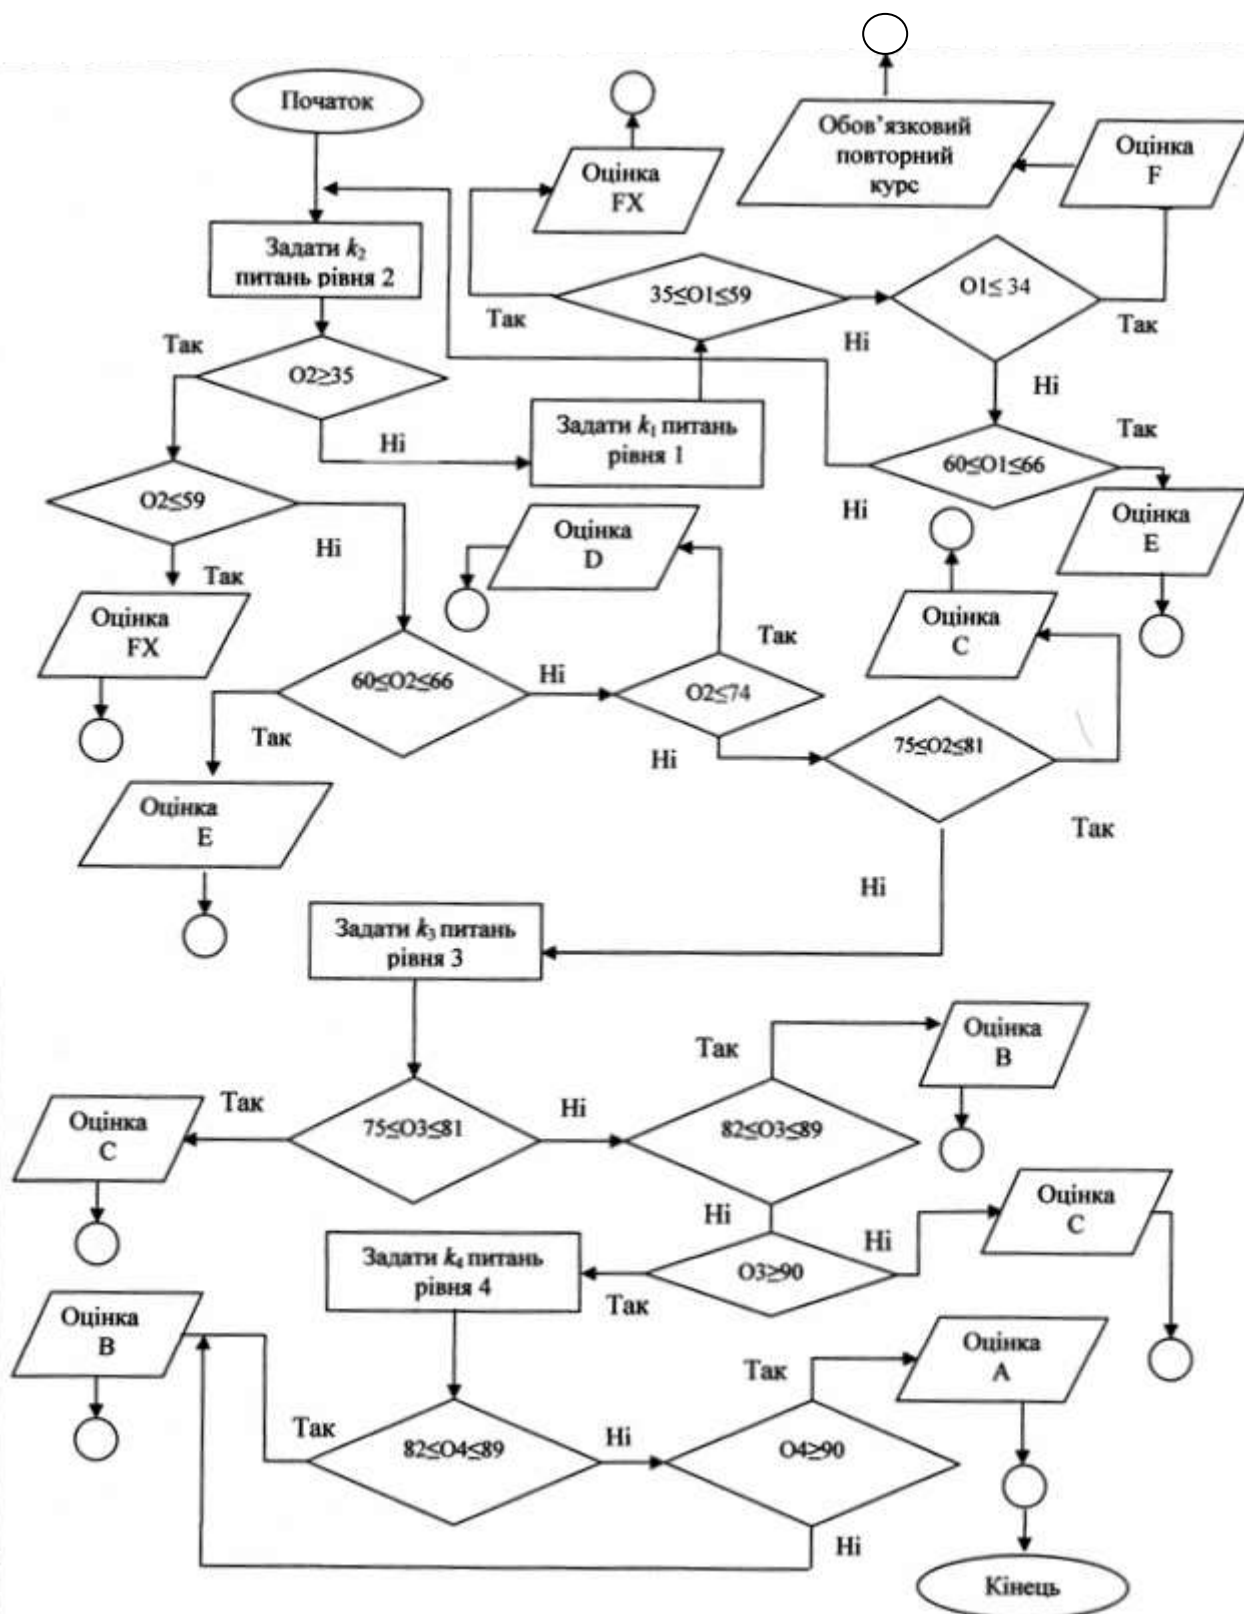 Початок
Обов’язковий
повторний
курс
Оцінка
F
Оцінка
FX
Задати k₂
питань рівня 2
35≤O1≤59
O1≤ 34
Так
Ні
Так
Так
O2≥35
Ні
Ні
Задати k₁ питань
рівня 1
Так
60≤O1≤66
Ні
O2≤59
Ні
Оцінка
D
Оцінка
E
Так
Оцінка
FX
Оцінка
C
Так
60≤O2≤66
Ні
O2≤74
Так
Ні
75≤O2≤81
Так
Оцінка
E
Ні
Задати k₃ питань
рівня 3
Оцінка
B
Так
Так
Ні
Оцінка
C
75≤O3≤81
82≤O3≤89
Ні
Оцінка
C
Ні
Задати k₄ питань
рівня 4
O3≥90
Так
Оцінка
B
Оцінка
A
Так
Так
82≤O4≤89
Ні
O4≥90
Ні
Кінець